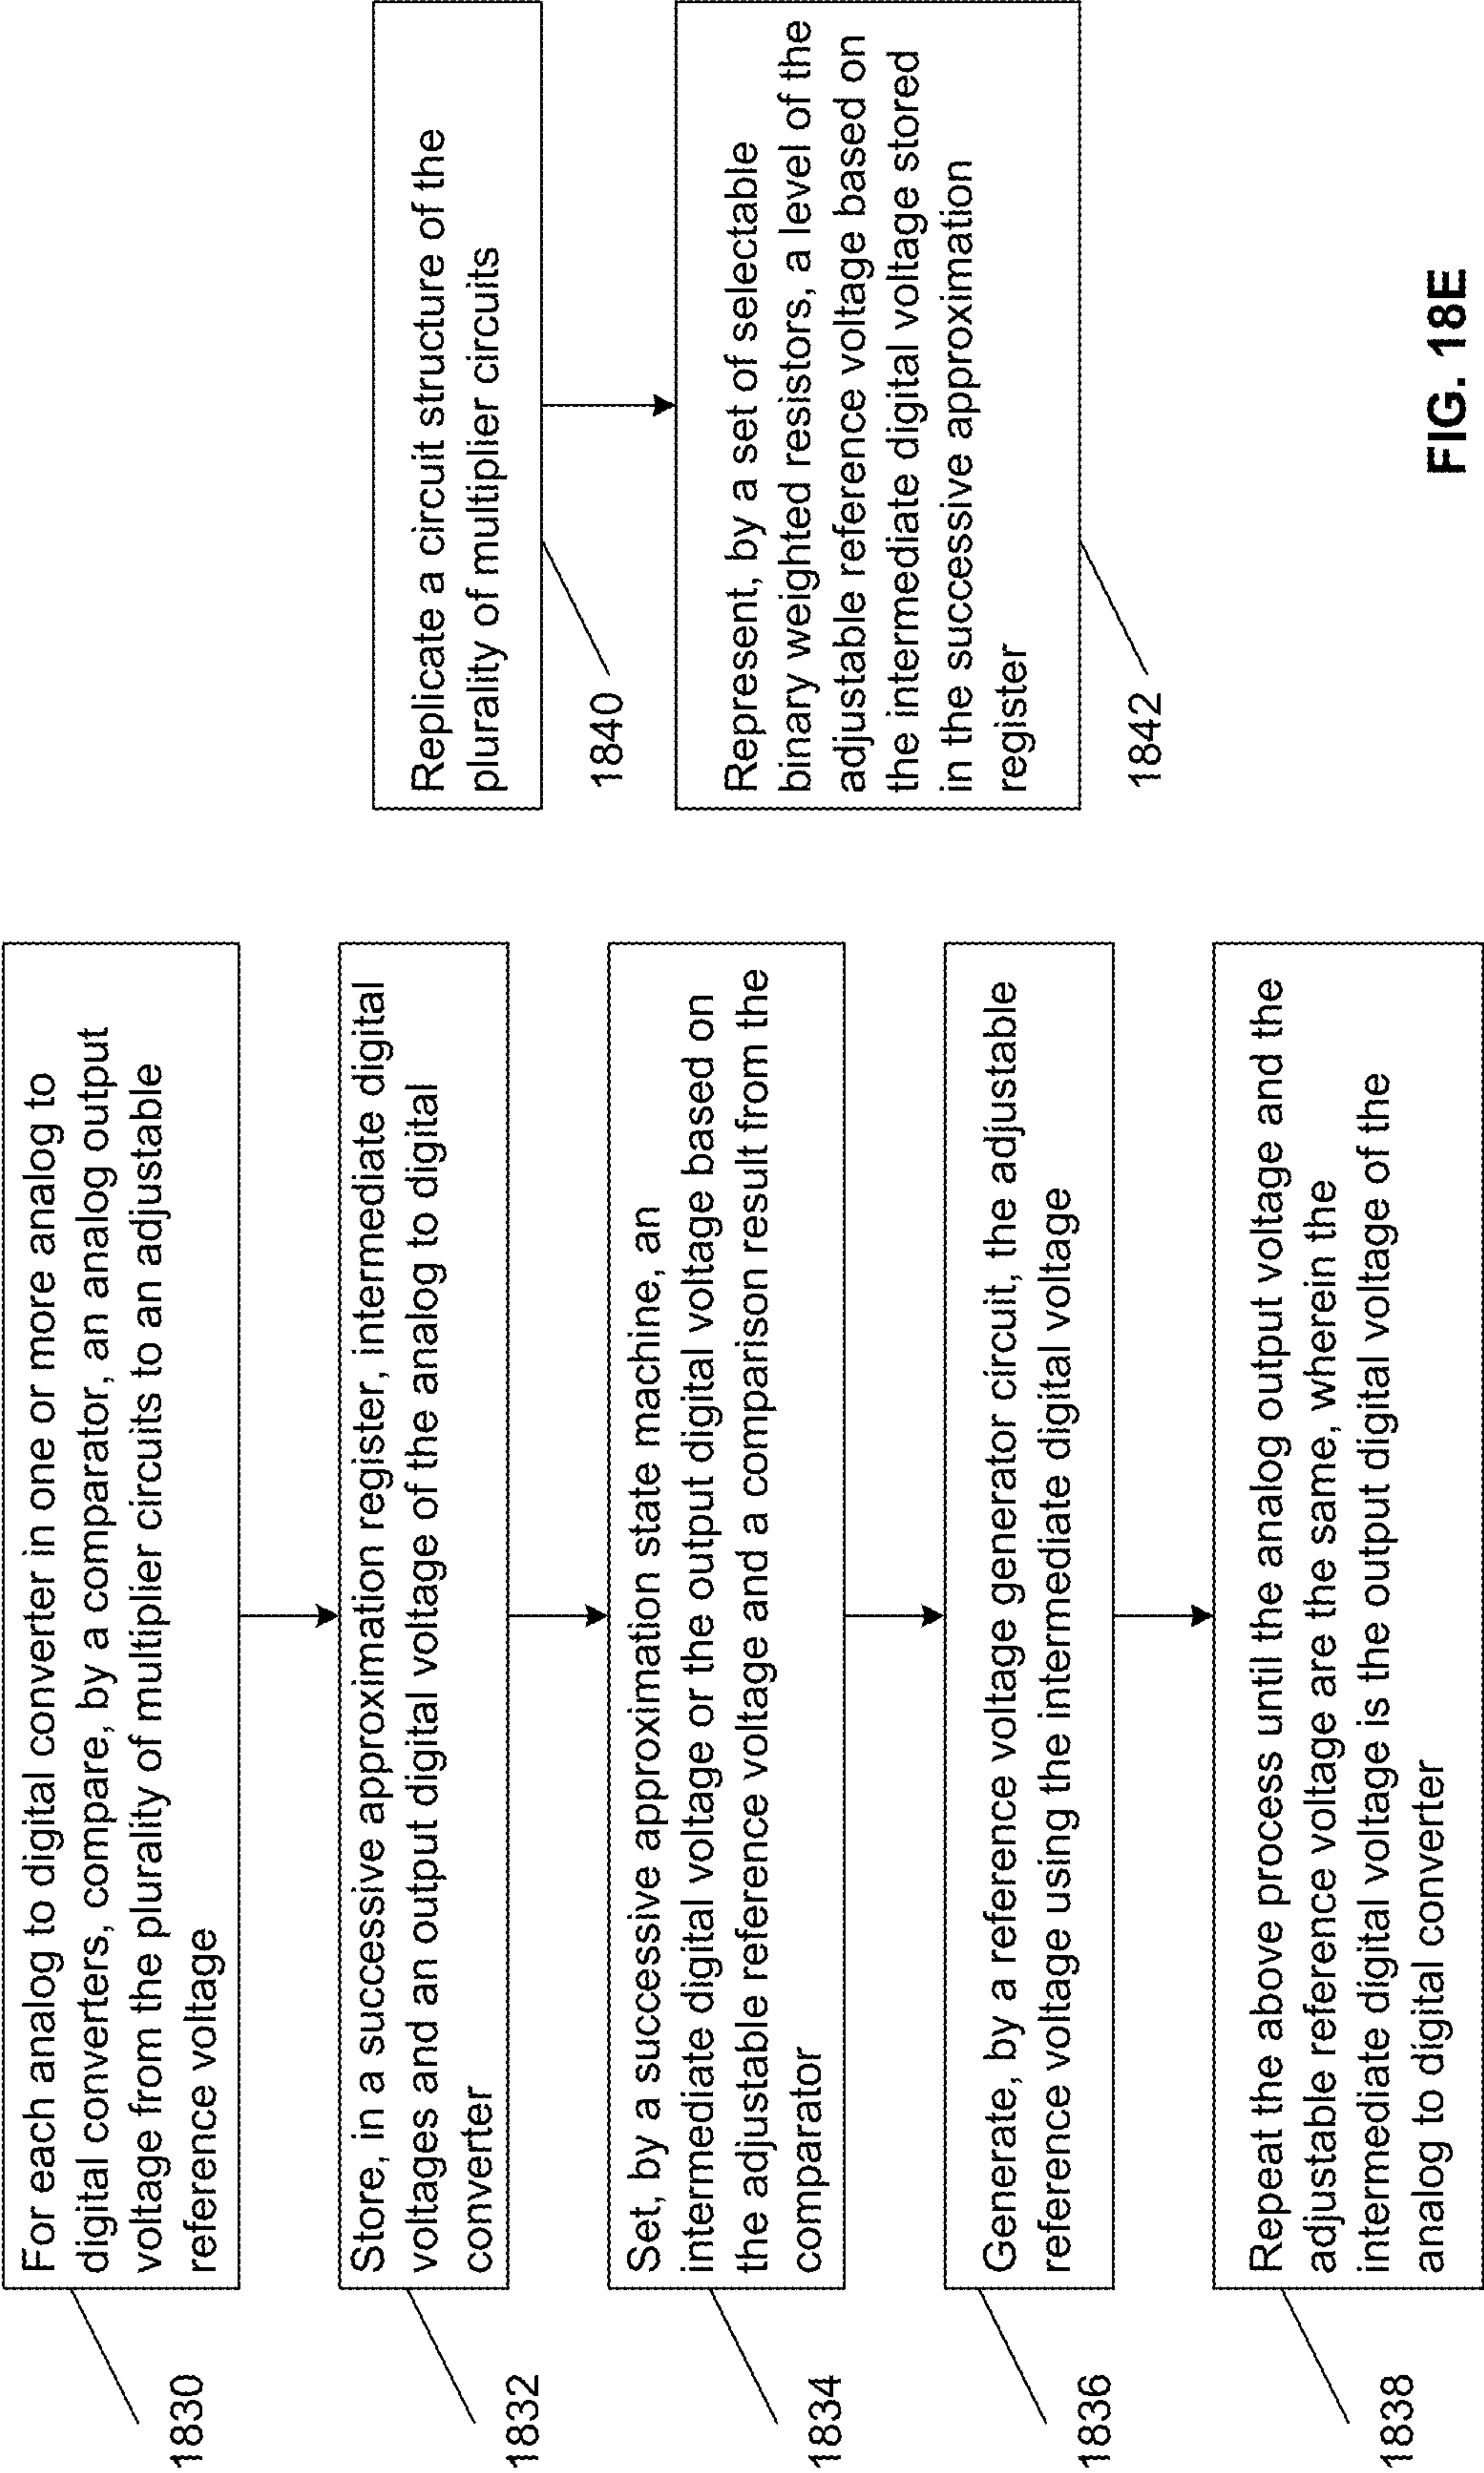 For each analog to digital converter in one or more analog to
digital converters, compare, by a comparator, an analog output
voltage from the plurality of multiplier circuits to an adjustable
reference voltage
1830
Store, in a successive approximation register, intermediate digital
voltages and an output digital voltage of the analog to digital
converter
1832
Set, by a successive approximation state machine, an
intermediate digital voltage or the output digital voltage based on
the adjustable reference voltage and a comparison result from the
comparator
1834
Generate, by a reference voltage generator circuit, the adjustable
reference voltage using the intermediate digital voltage
1836
Repeat the above process until the analog output voltage and the
adjustable reference voltage are the same, wherein the
intermediate digital voltage is the output digital voltage of the
analog to digital converter
1838
Replicate a circuit structure of the
plurality of multiplier circuits
1840
Represent, by a set of selectable
binary weighted resistors, a level of the
adjustable reference voltage based on
the intermediate digital voltage stored
in the successive approximation
register
1842
FIG. 18E